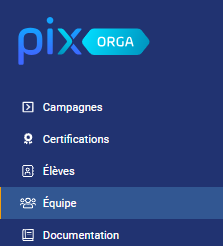 pix ORGA
Campagnes
Certifications
Élèves
Équipe
Documentation